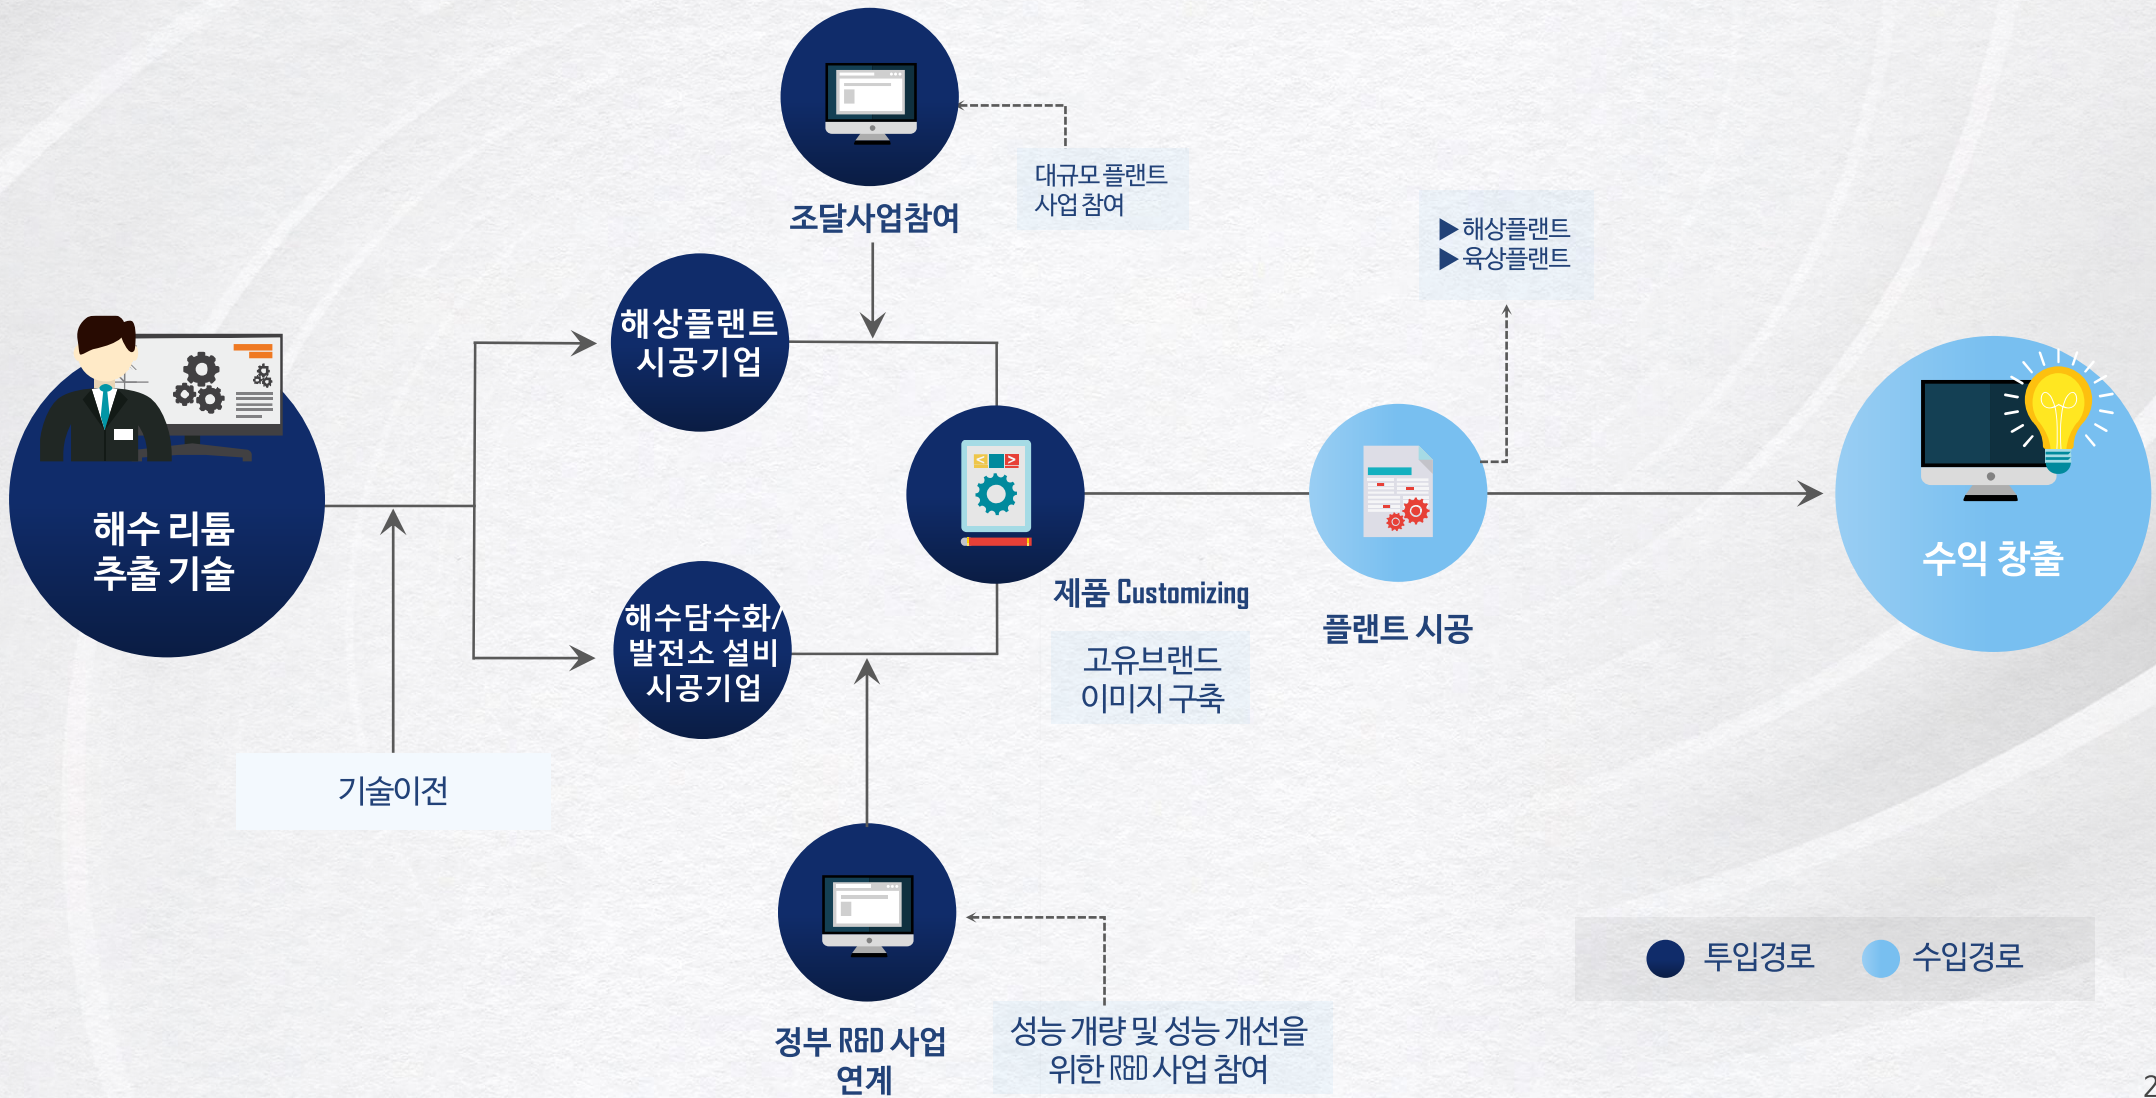 대규모 플랜트
사업 참여
조달사업참여
▶해상플랜트
▶육상플랜트
해상플랜트
시공기업
해수 리튬
추출 기술
수익 창출
제품 Customizing
해수담수화/
발전소 설비
시공기업
플랜트 시공
고유브랜드
이미지 구축
기술이전
투입경로
수입경로
정부 R&D 사업
연계
성능 개량 및 성능 개선을
위한 R&D 사업 참여
2